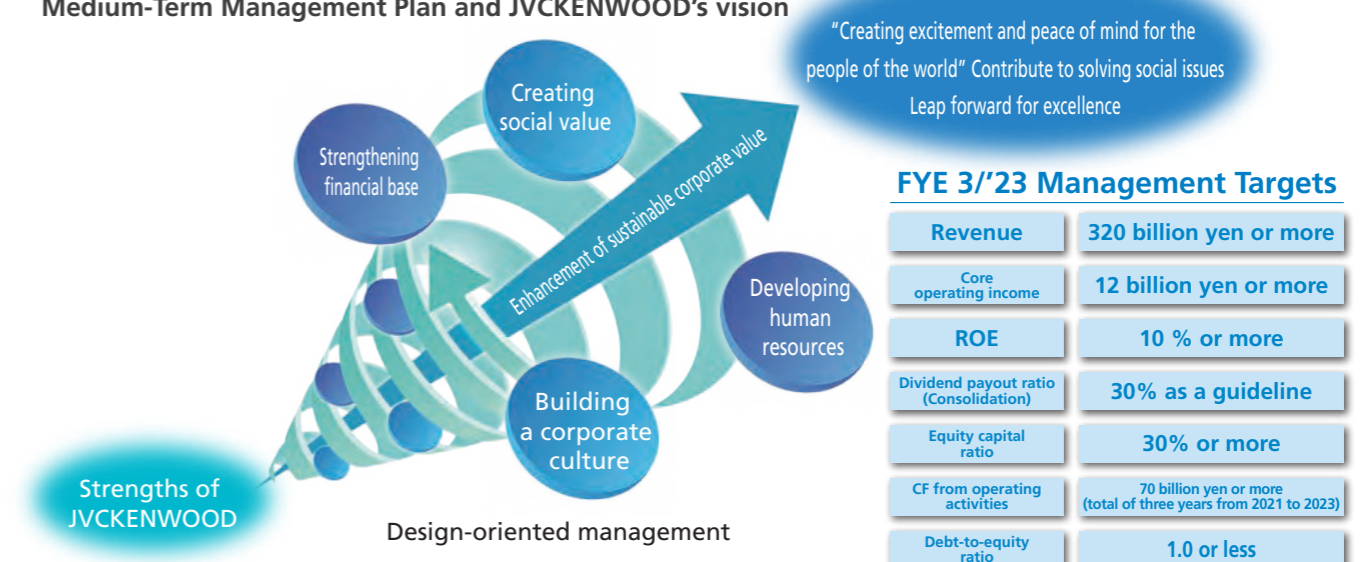 Medium-Term Management Plan and JVCKENWOOD's vision
"Creating excitement and peace of mind for the
people of the world" Contribute to solving social issues
Leap forward for excellence
Creating
social value
Strengthening
financial base
Enhancement of sustainable corporate value
Developing
human
resources
Building
a corporate
culture
Strengths of
JVCKENWOOD
Design-oriented management
FYE 3/'23 Management Targets
Revenue
320 billion yen or more
Core
operating income
12 billion yen or more
ROE
10 % or more
Dividend payout ratio
(Consolidation)
30% as a guideline
Equity capital
ratio
30% or more
CF from operating
activities
70 billion yen or more
(total of three years from 2021 to 2023)
Debt-to-equity
ratio
1.0 or less